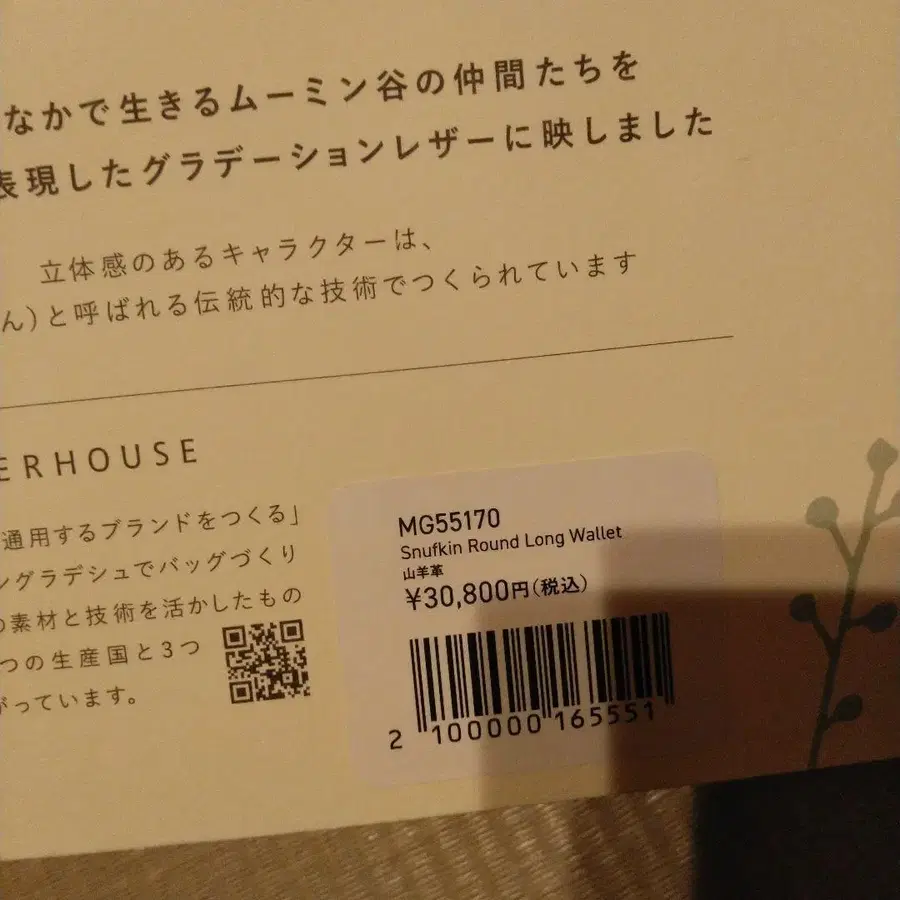 なかで生きるムーミン谷の仲間たちを
表現したグラデーションレザーに映しました
立体感のあるキャラクターは、
ん)と呼ばれる伝統的な技術でつくられています
ERHOUSE
通用するブランドをつくる」
ングラデシュでバッグづくり
の素材と技術を活かしたもの
つの生産国と3つ
がっています。
MG55170
Snufkin Round Long Wallet
山羊革
¥30,800円(税込)
2 100000 165551